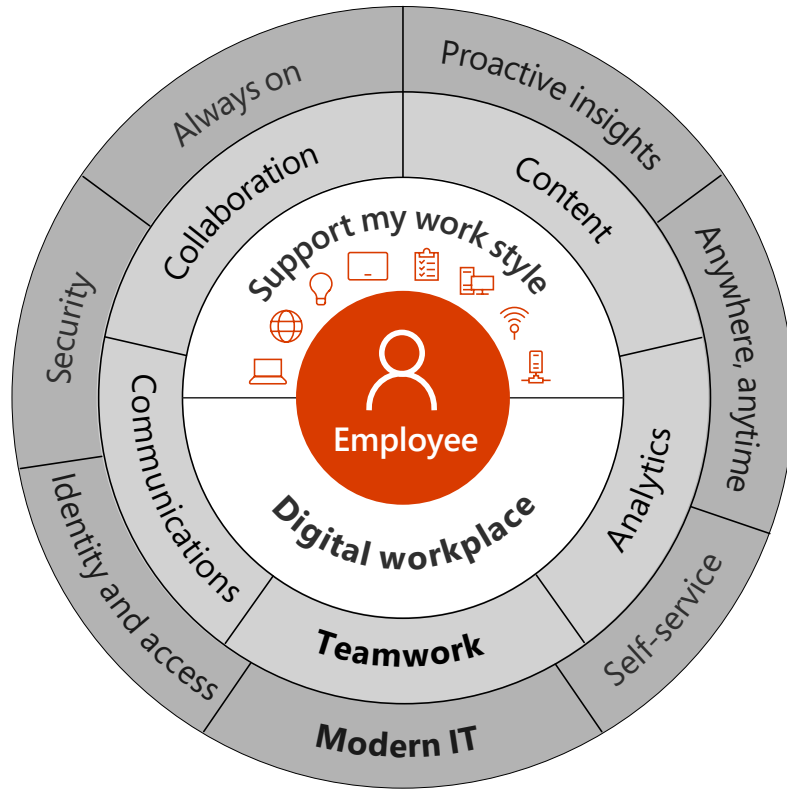 Always on
Proactive insights
Security
Anywhere, anytime
Identity and access
Self-service
Modern IT
Collaboration
Content
Communications
Analytics
Teamwork
Support my work style
Employee
Digital workplace